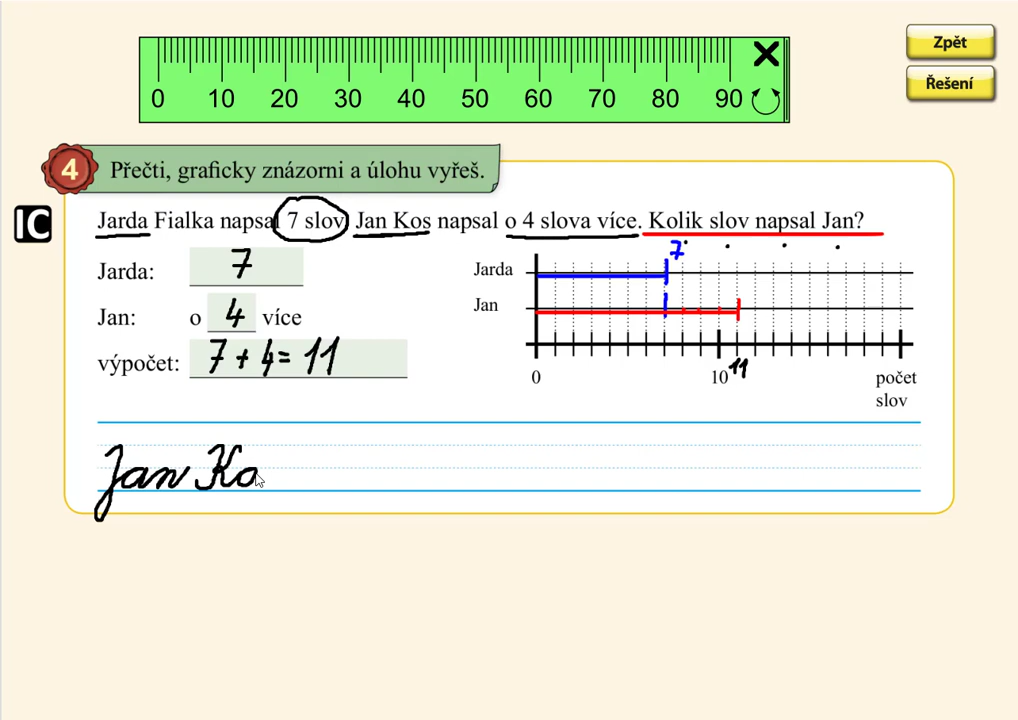 Zpět
Řešení
0 10 20 30 40 50 60 70 80 90
4 Přečti, graficky znázorni a úlohu vyřeš.
IC
Jarda Fialka napsal 7 slov. Jan Kos napsal o 4 slova více. Kolik slov napsal Jan?
Jarda: 7
Jan: o 4 více
výpočet: 7 + 4 = 11
7
Jarda
Jan
0 10 11 počet
slov
Jan Ko